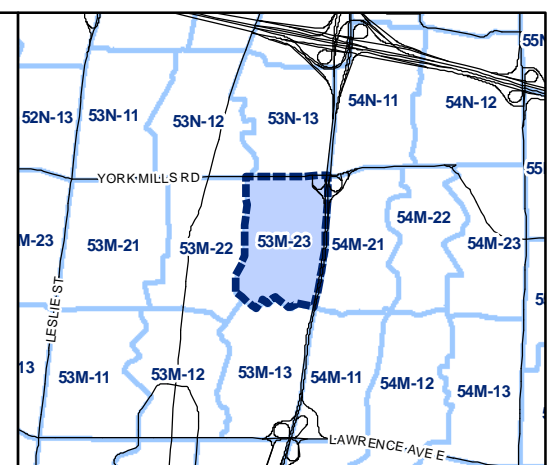 55N
52N-13 53N-11 53N-12 53N-13 54N-11 54N-12
YORK MILLS RD
55
M-23 53M-21 53M-22 53M-23 54M-21 54M-22 54M-23
LESLIE ST
5
13 53M-11 53M-12 53M-13 54M-11 54M-12 54M-13
LAWRENCE AVE E